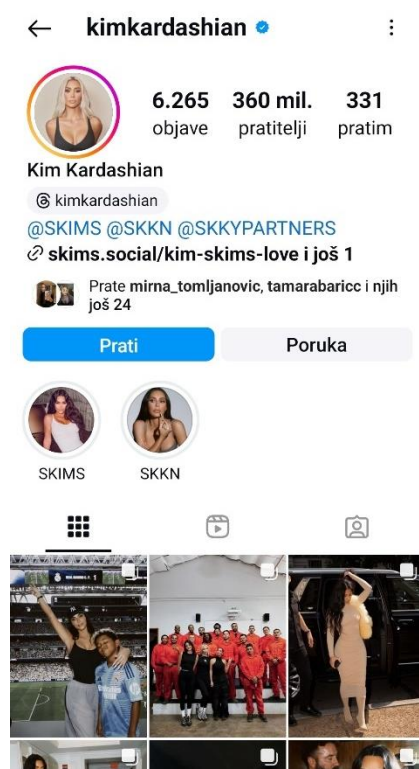 kimkardashian
6.265 360 mil. 331
objave pratitelji pratim
Kim Kardashian
kimkardashian
@SKIMS @SKKN @SKKYPARTNERS
skims.social/kim-skims-love i još 1
Prate mirna_tomljanovic, tamarabaricc i njih
još 24
Prati Poruka
SKIMS SKKN